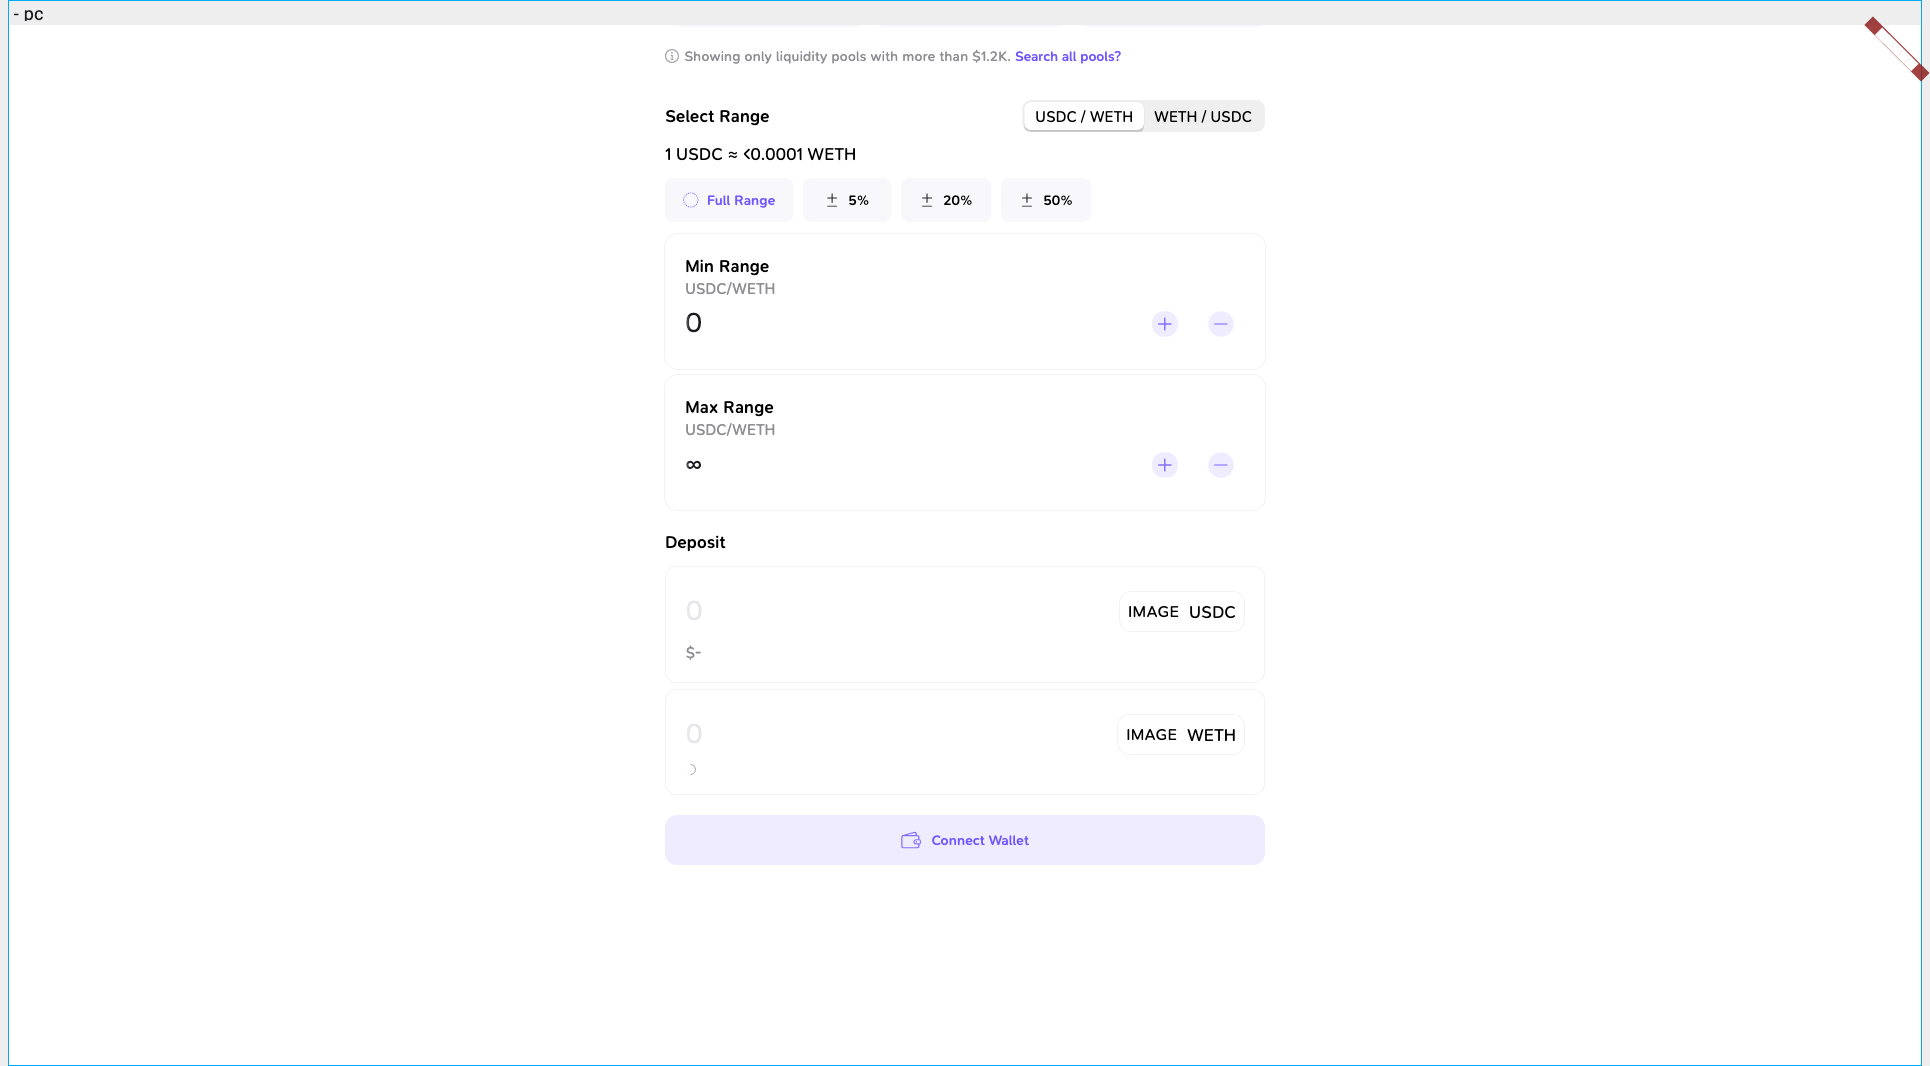 - pc
Showing only liquidity pools with more than $1.2K. Search all pools?
Select Range
USDC / WETH WETH / USDC
1 USDC ≈ <0.0001 WETH
Full Range ± 5% ± 20% ± 50%
Min Range
USDC/WETH
0
Max Range
USDC/WETH
∞
Deposit
0 IMAGE USDC
$-
0 IMAGE WETH
Connect Wallet